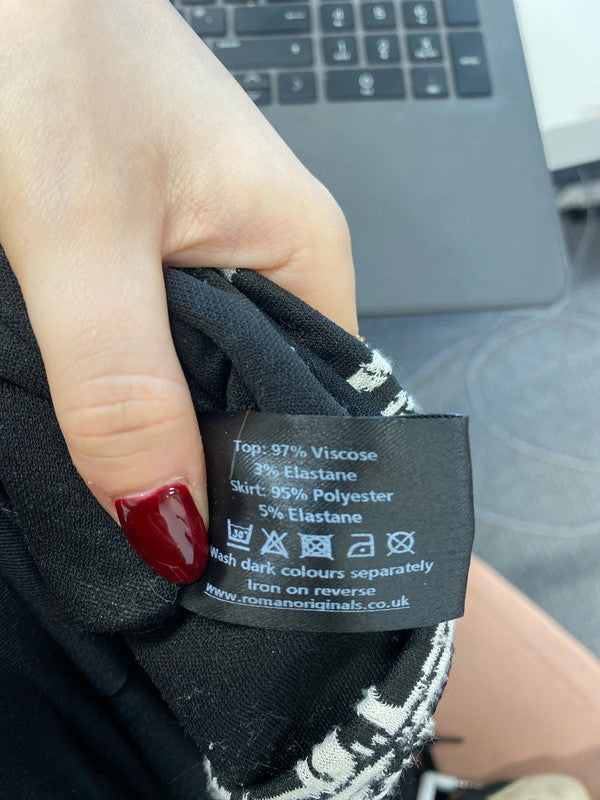 Top: 97% Viscose
3% Elastane
Skirt: 95% Polyester
5% Elastane
30°
Wash dark colours separately
Iron on reverse
www.romanoriginals.co.uk